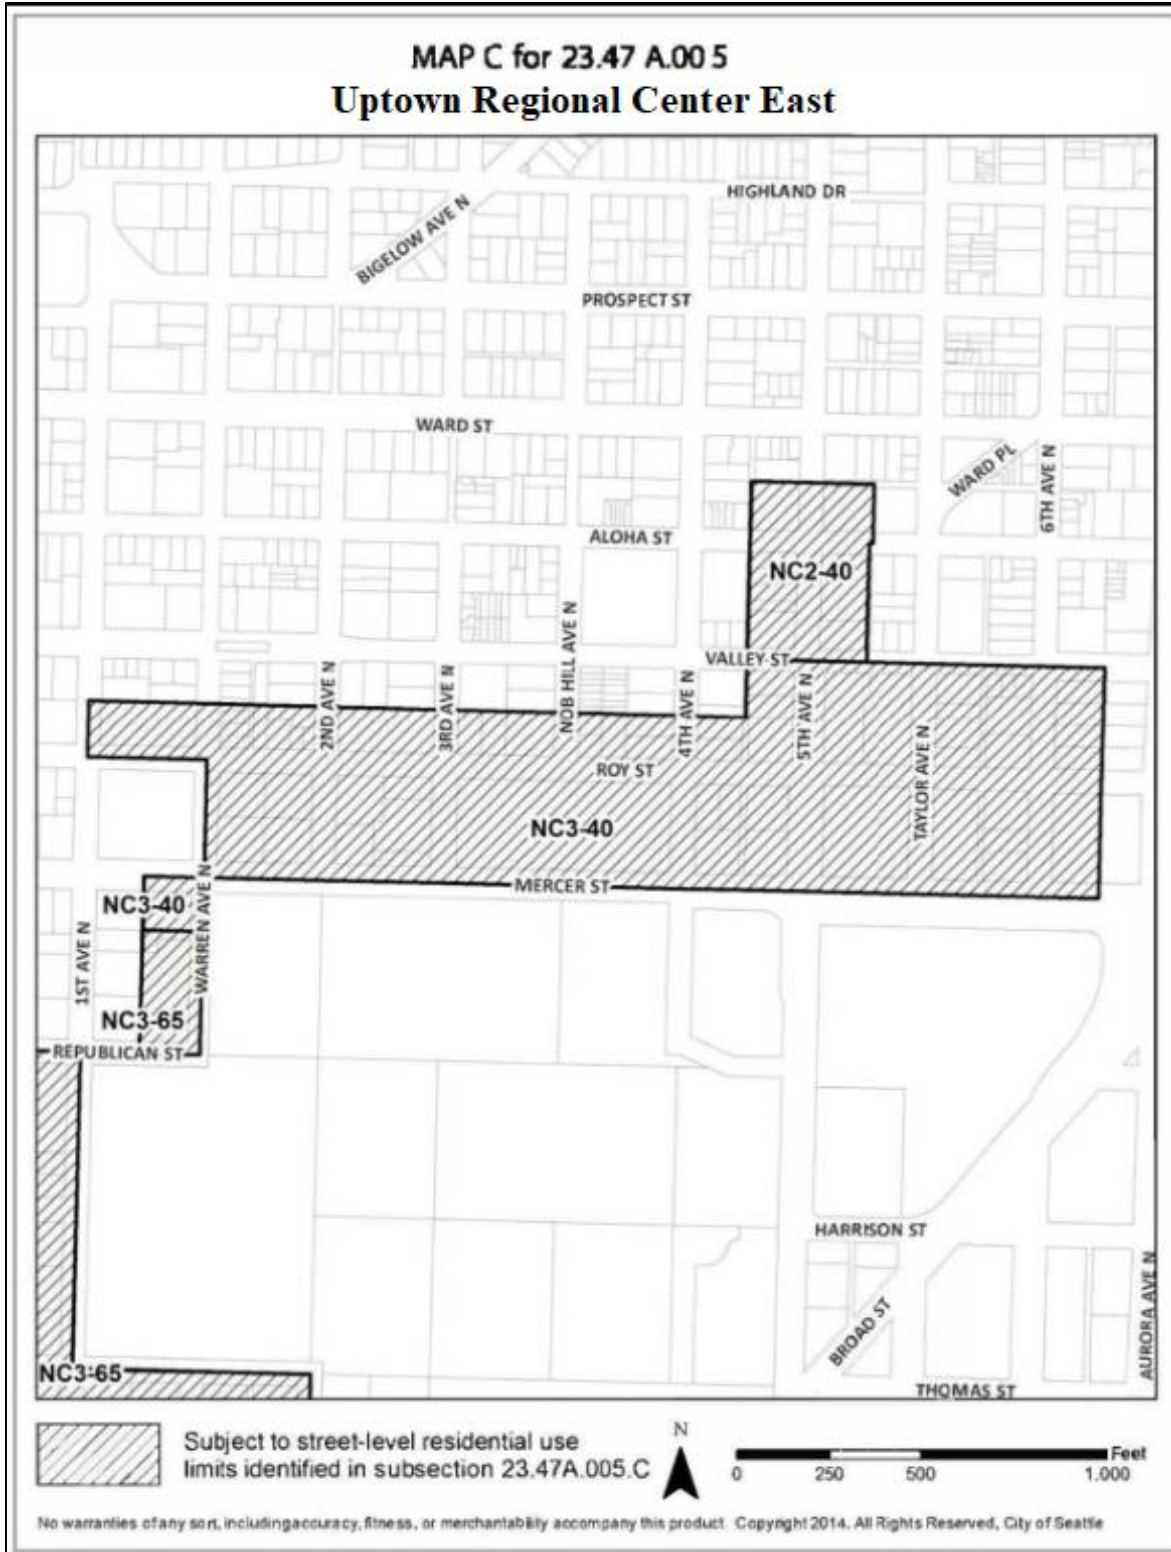 MAP C for 23.47 A.00 5
Uptown Regional Center East
HIGHLAND DR
BIGELOW AVE N
PROSPECT ST
WARD ST
WARD PL
6TH AVE N
ALOHA ST
NC2-40
NOB HILL AVE N
VALLEY ST
2ND AVE N
3RD AVE N
4TH AVE N
5TH AVE N
TAYLOR AVE N
ROY ST
NC3-40
MERCER ST
NC3-40
WARREN AVE N
1ST AVE N
NC3-65
REPUBLICAN ST
HARRISON ST
BROAD ST
AURORA AVE N
NC3-65
THOMAS ST
Subject to street-level residential use
limits identified in subsection 23.47A.005.C
N
Feet
0 250 500 1,000
No warranties of any sort, including accuracy, fitness, or merchantability accompany this product. Copyright 2014. All Rights Reserved, City of Seattle